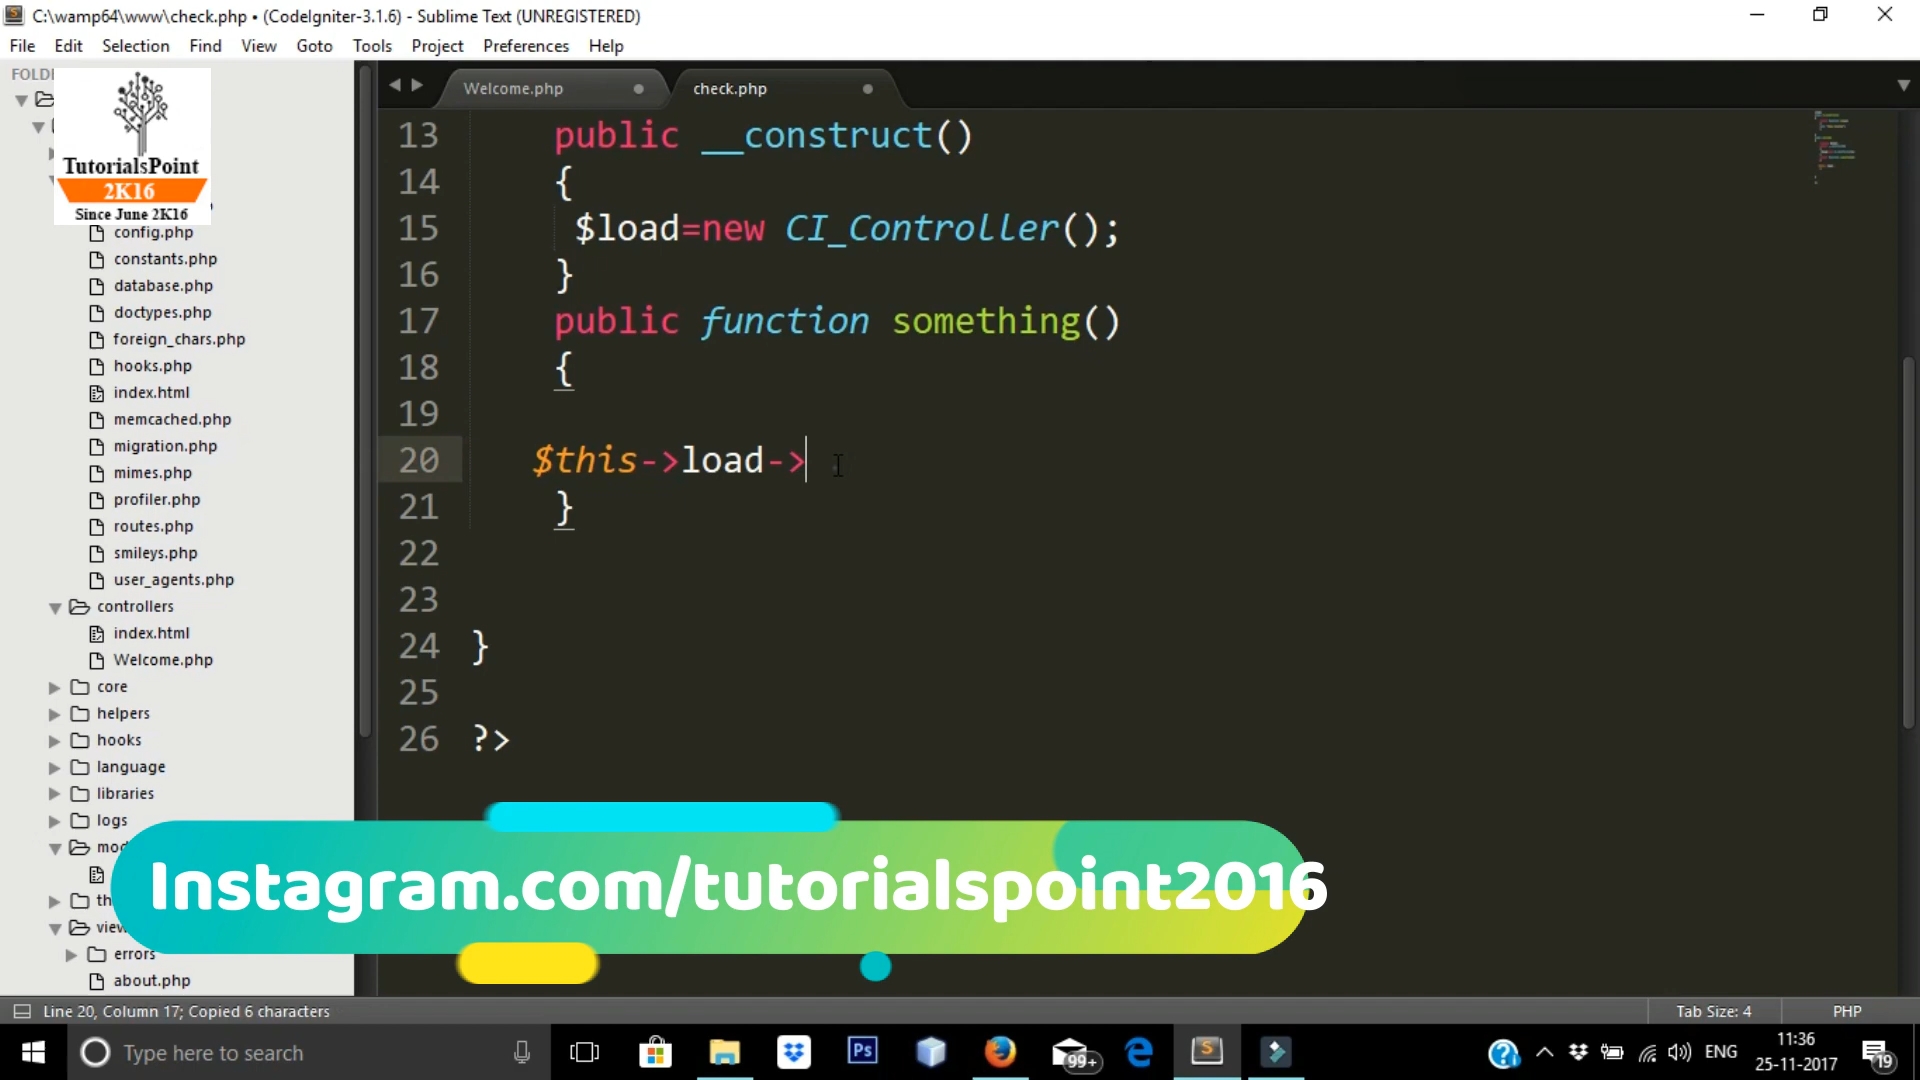 C:\wamp64\www\check.php • (CodeIgniter-3.1.6) - Sublime Text (UNREGISTERED)
File Edit Selection Find View Goto Tools Project Preferences Help
TutorialsPoint
2K16
Since June 2K16
config.php
constants.php
database.php
doctypes.php
foreign_chars.php
hooks.php
index.html
memcached.php
migration.php
mimes.php
profiler.php
routes.php
smileys.php
user_agents.php
controllers
index.html
Welcome.php
core
helpers
hooks
language
libraries
logs
errors
about.php
Welcome.php check.php
13 public __construct()
14 {
15 $load=new CI_Controller();
16 }
17 public function something()
18 {
19
20 $this->load->
21 }
22
23
24 }
25
26 ?>
Instagram.com/tutorialspoint2016
Line 20, Column 17; Copied 6 characters Tab Size: 4 PHP
Type here to search
Ps
99+
ENG
11:36
25-11-2017
19